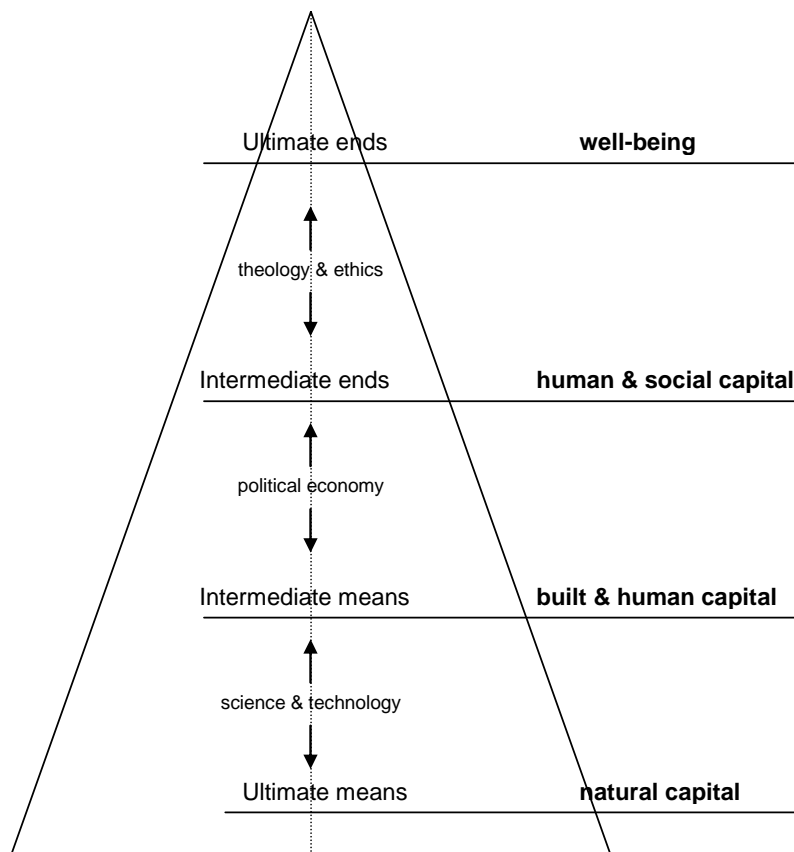 Ultimate ends well-being
theology & ethics
Intermediate ends human & social capital
political economy
Intermediate means built & human capital
science & technology
Ultimate means natural capital